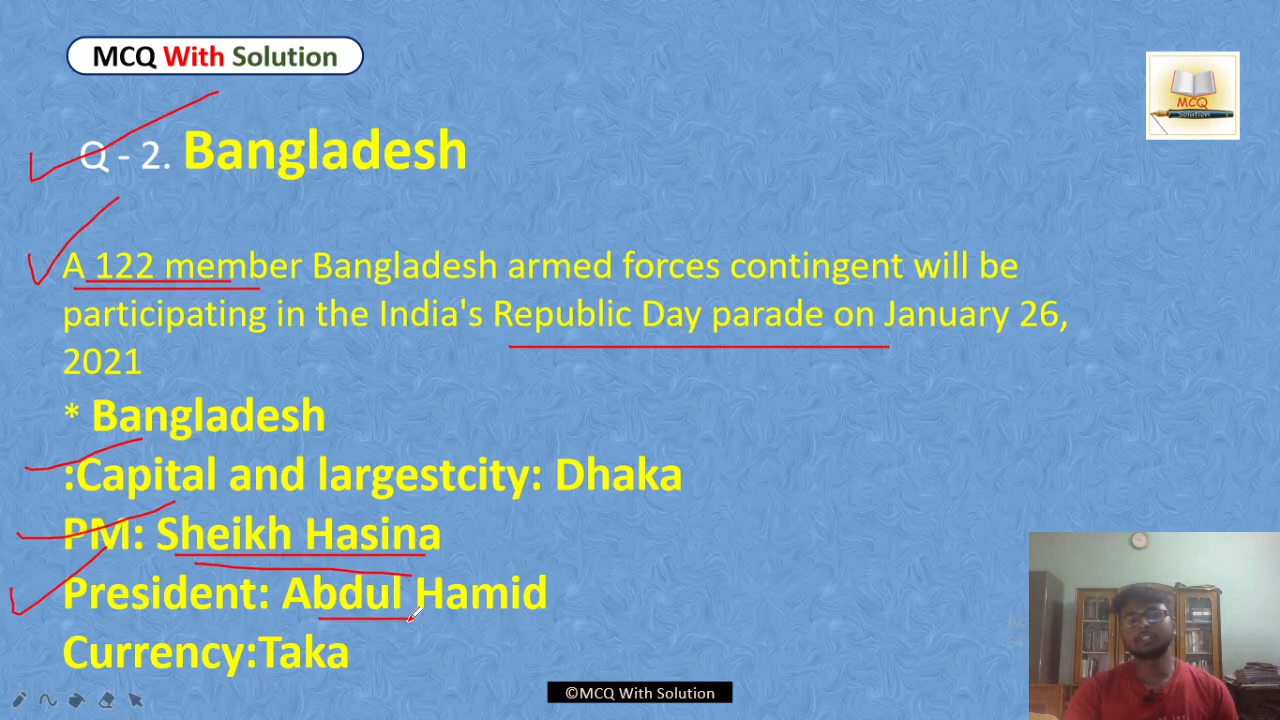 MCQ With Solution
MCQ
Solution
Q - 2. Bangladesh
A 122 member Bangladesh armed forces contingent will be
participating in the India's Republic Day parade on January 26,
2021
* Bangladesh
:Capital and largestcity: Dhaka
PM: Sheikh Hasina
President: Abdul Hamid
Currency:Taka
©MCQ With Solution